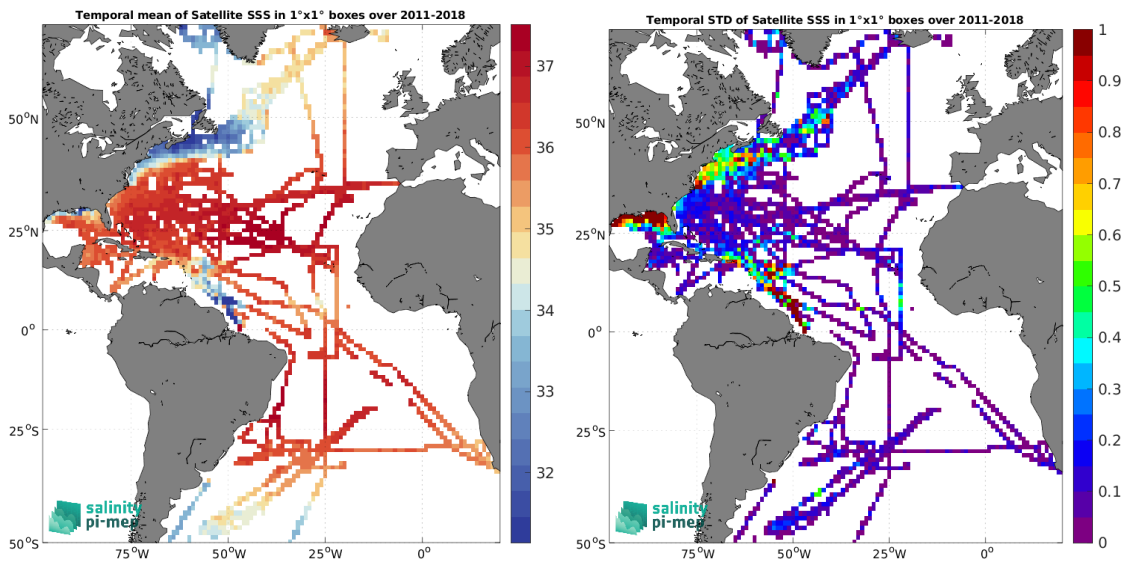 Temporal mean of Satellite SSS in 1°x1° boxes over 2011-2018
37
36
35
34
33
32
50°N
25°N
0°
25°S
50°S
75°W
50°W
25°W
0°
salinity
pi-mep
Temporal STD of Satellite SSS in 1°x1° boxes over 2011-2018
1
0.9
0.8
0.7
0.6
0.5
0.4
0.3
0.2
0.1
0
50°N
25°N
0°
25°S
50°S
75°W
50°W
25°W
0°
salinity
pi-mep